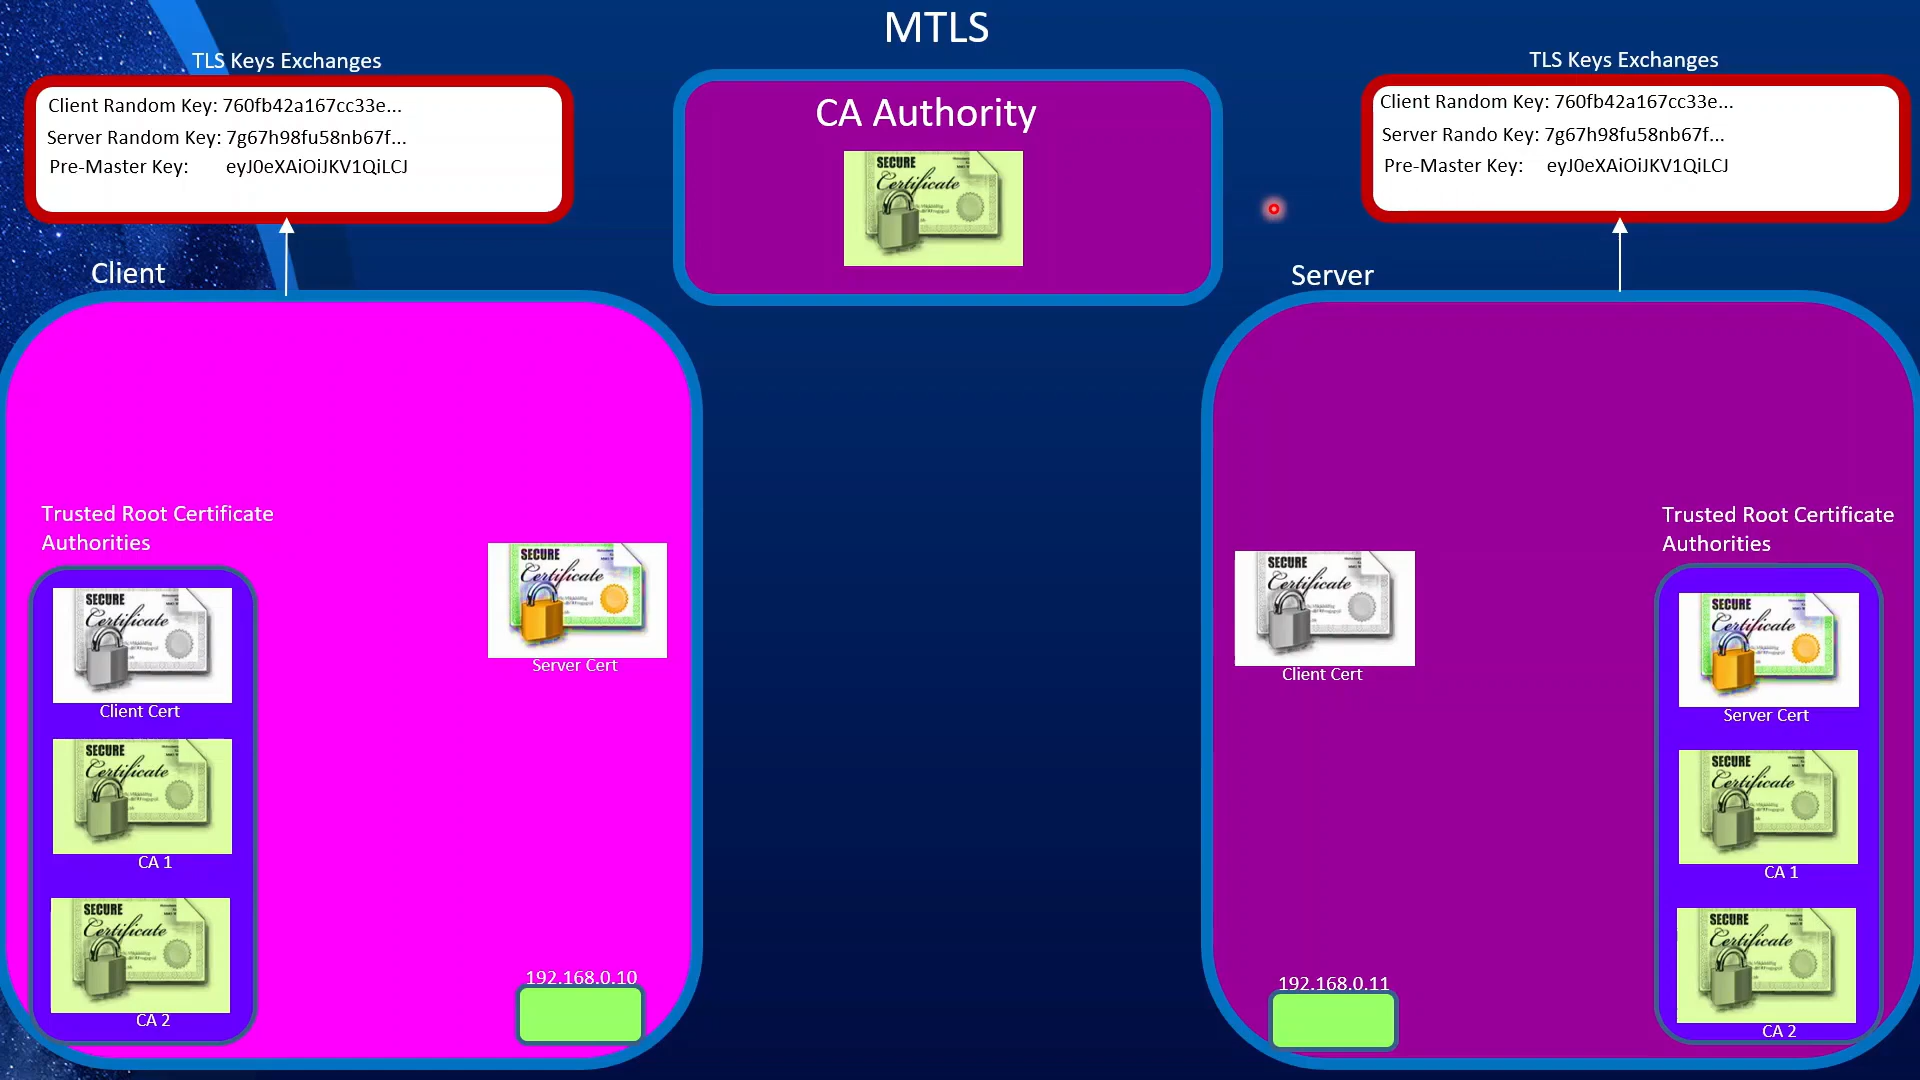 MTLS
TLS Keys Exchanges
Client Random Key: 760fb42a167cc33e...
Server Random Key: 7g67h98fu58nb67f...
Pre-Master Key: eyJ0eXAiOiJKV1QiLCJ
CA Authority
SECURE
Certificate
TLS Keys Exchanges
Client Random Key: 760fb42a167cc33e...
Server Rando Key: 7g67h98fu58nb67f...
Pre-Master Key: eyJ0eXAiOiJKV1QiLCJ
Client
Trusted Root Certificate
Authorities
SECURE
Certificate
Client Cert
SECURE
Certificate
CA 1
SECURE
Certificate
CA 2
SECURE
Certificate
Server Cert
192.168.0.10
Server
SECURE
Certificate
Client Cert
192.168.0.11
Trusted Root Certificate
Authorities
SECURE
Certificate
Server Cert
SECURE
Certificate
CA 1
SECURE
Certificate
CA 2